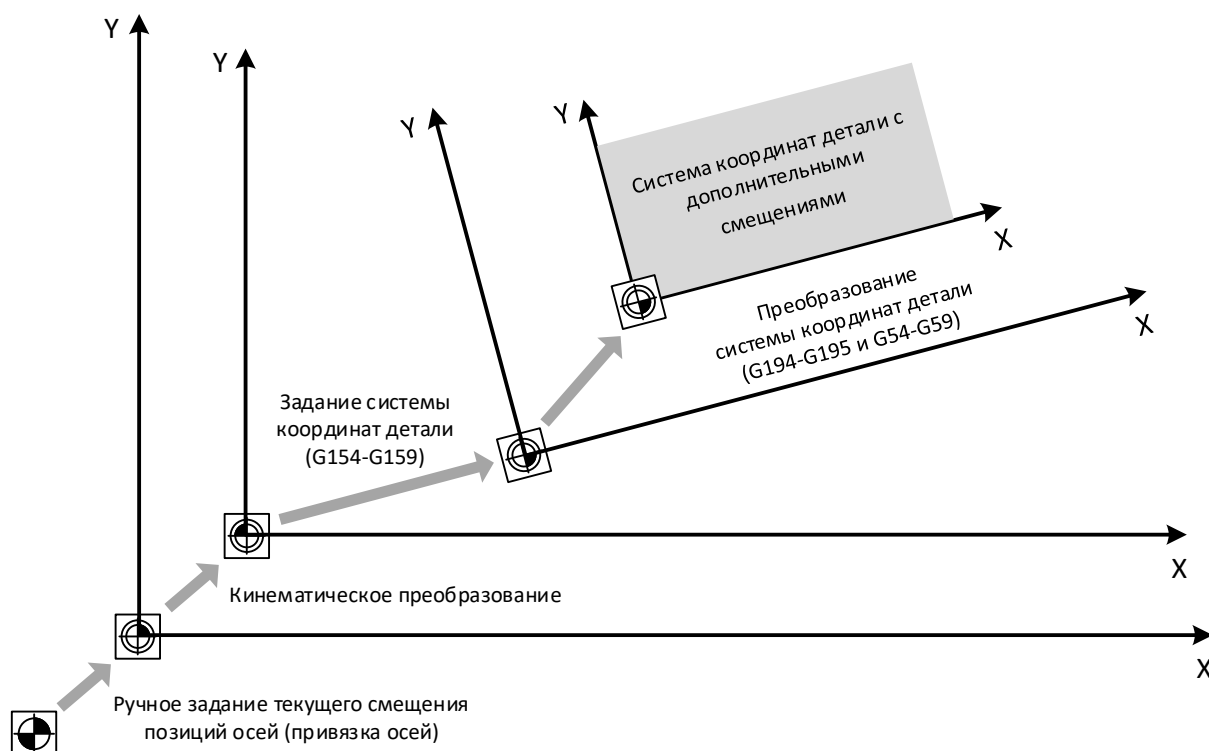 Y
Y
Y
Y
Система координат детали с
дополнительными
смещениями
X
Преобразование
системы координат детали
(G194-G195 и G54-G59)
X
Задание системы
координат детали
(G154-G159)
X
Кинематическое преобразование
X
Ручное задание текущего смещения
позиций осей (привязка осей)